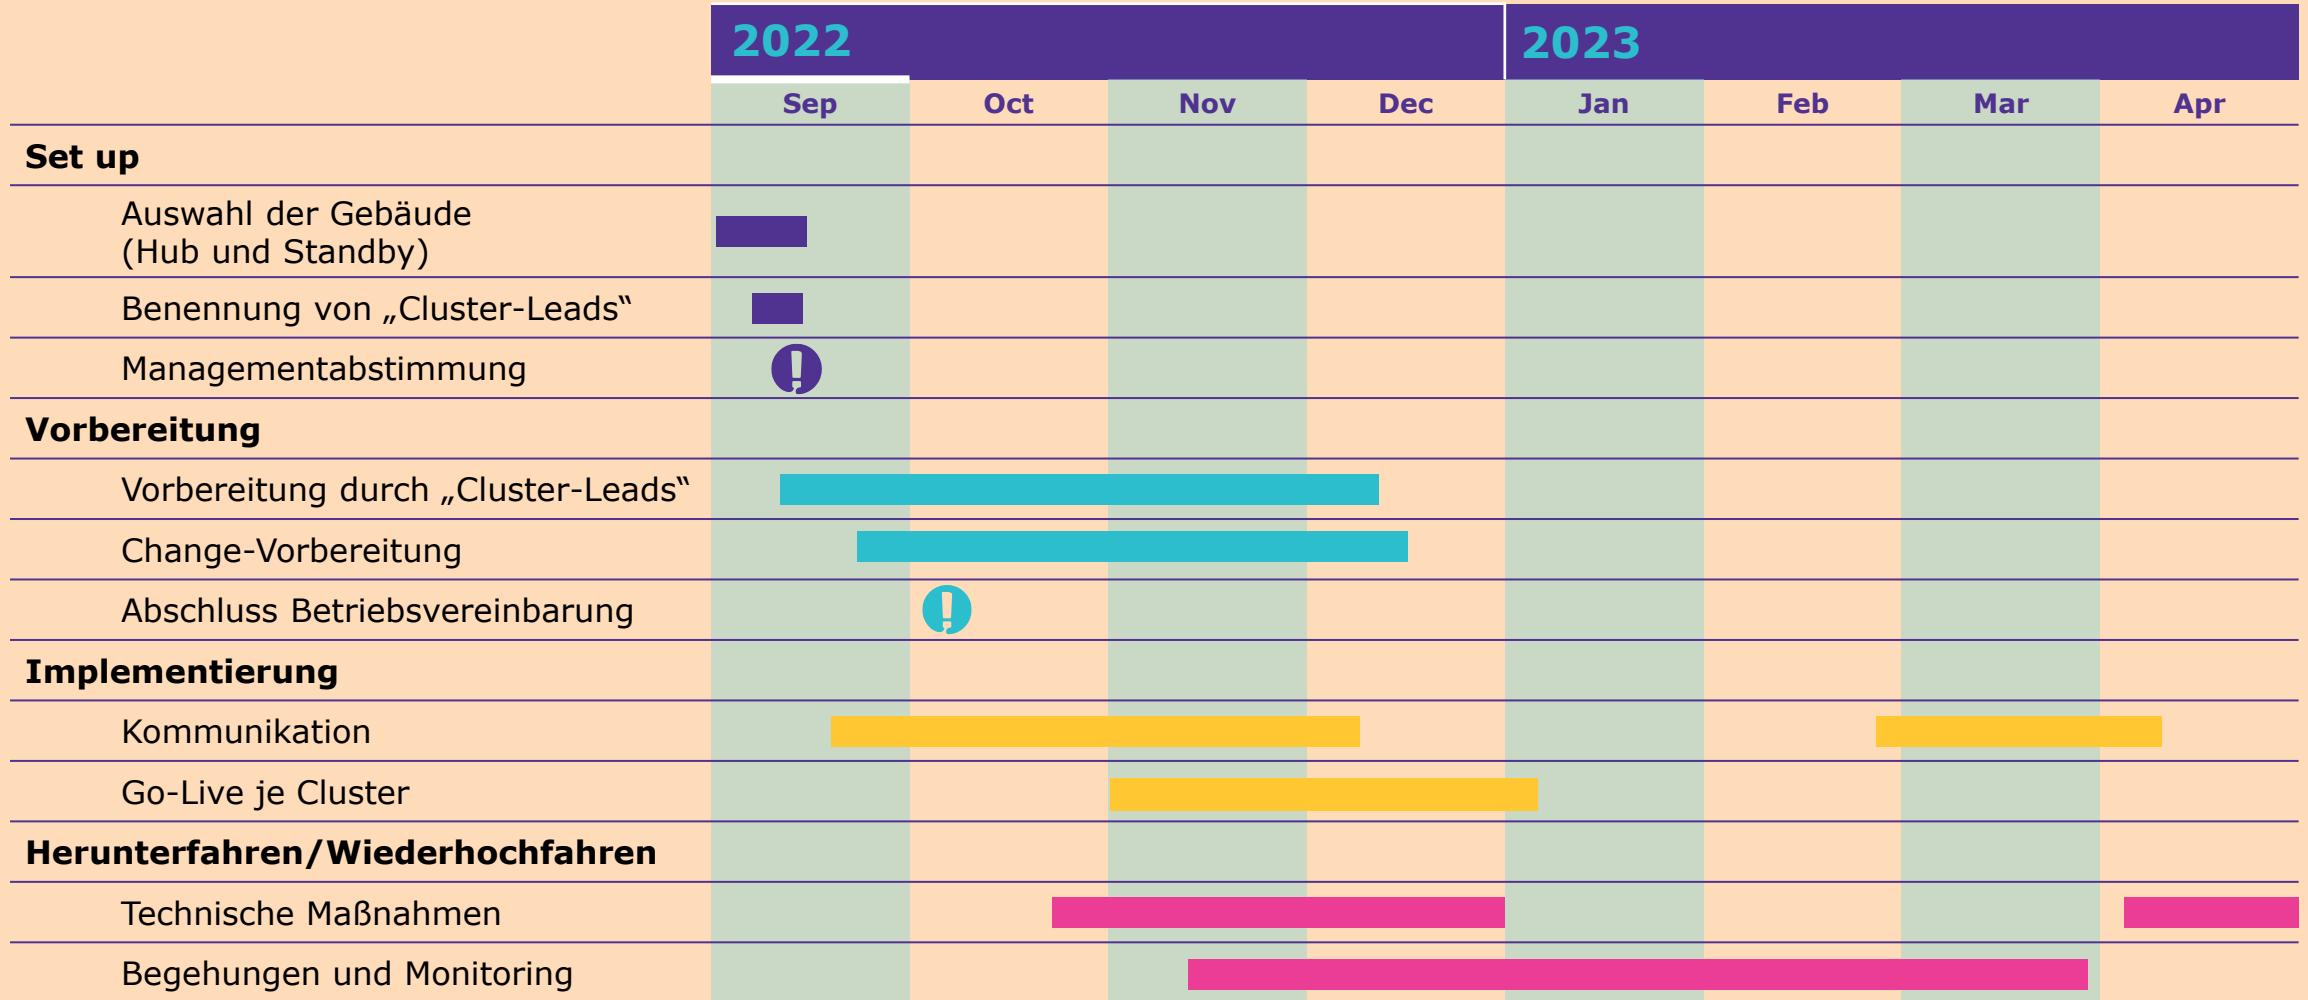 2022 2023
Sep Oct Nov Dec Jan Feb Mar Apr
Set up
Auswahl der Gebäude
(Hub und Standby)
Benennung von „Cluster-Leads“
Managementabstimmung
Vorbereitung
Vorbereitung durch „Cluster-Leads“
Change-Vorbereitung
Abschluss Betriebsvereinbarung
Implementierung
Kommunikation
Go-Live je Cluster
Herunterfahren/Wiederhochfahren
Technische Maßnahmen
Begehungen und Monitoring